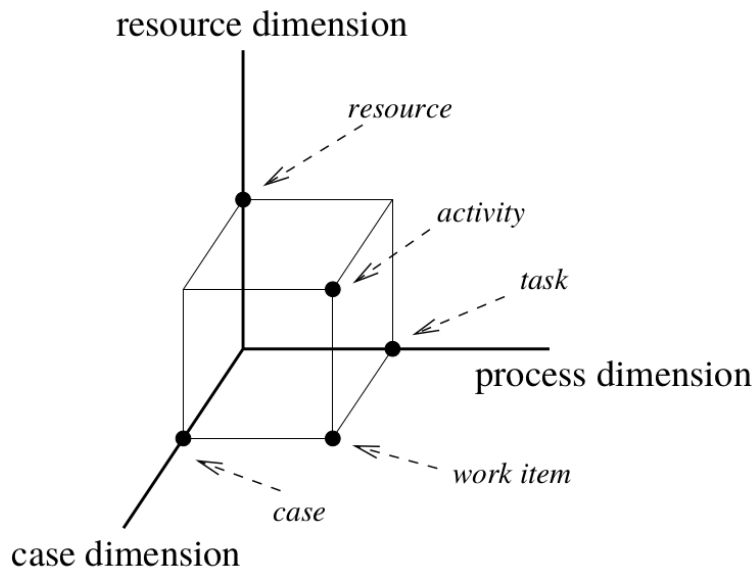 resource dimension
resource
activity
task
process dimension
work item
case
case dimension